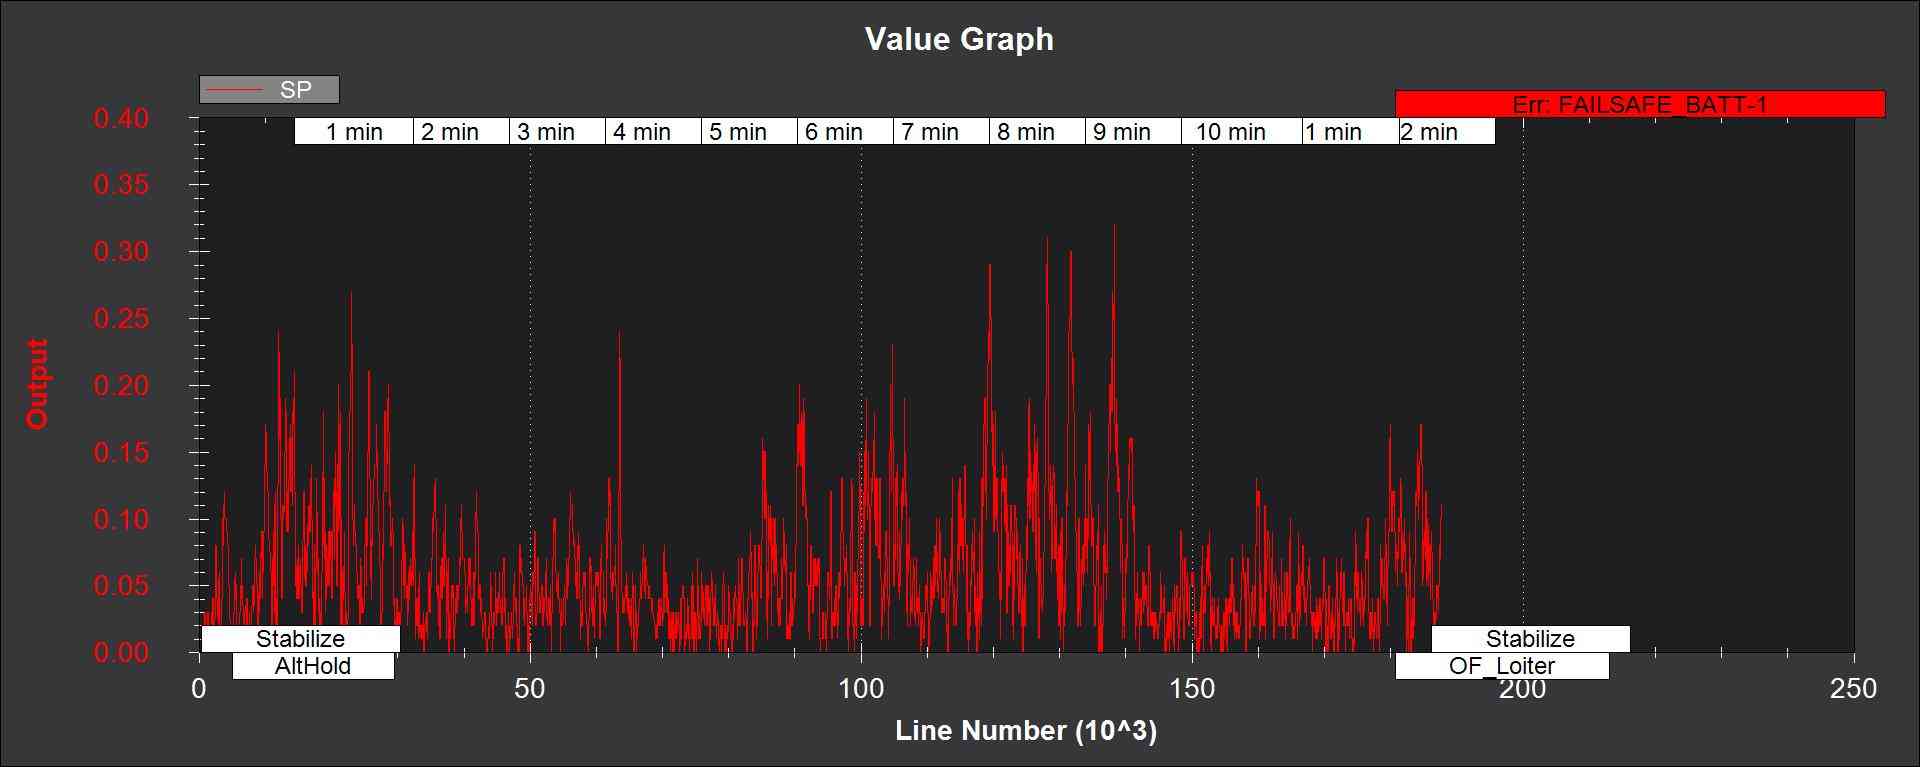 Value Graph
SP
Err: FAILSAFE_BATT-1
0.40
1 min 2 min 3 min 4 min 5 min 6 min 7 min 8 min 9 min 10 min 1 min 2 min
0.35
0.30
0.25
0.20
0.15
0.10
0.05
0.00
Output
Stabilize
Stabilize
AltHold
OF_Loiter
0 50 100 150 200 250
Line Number (10^3)